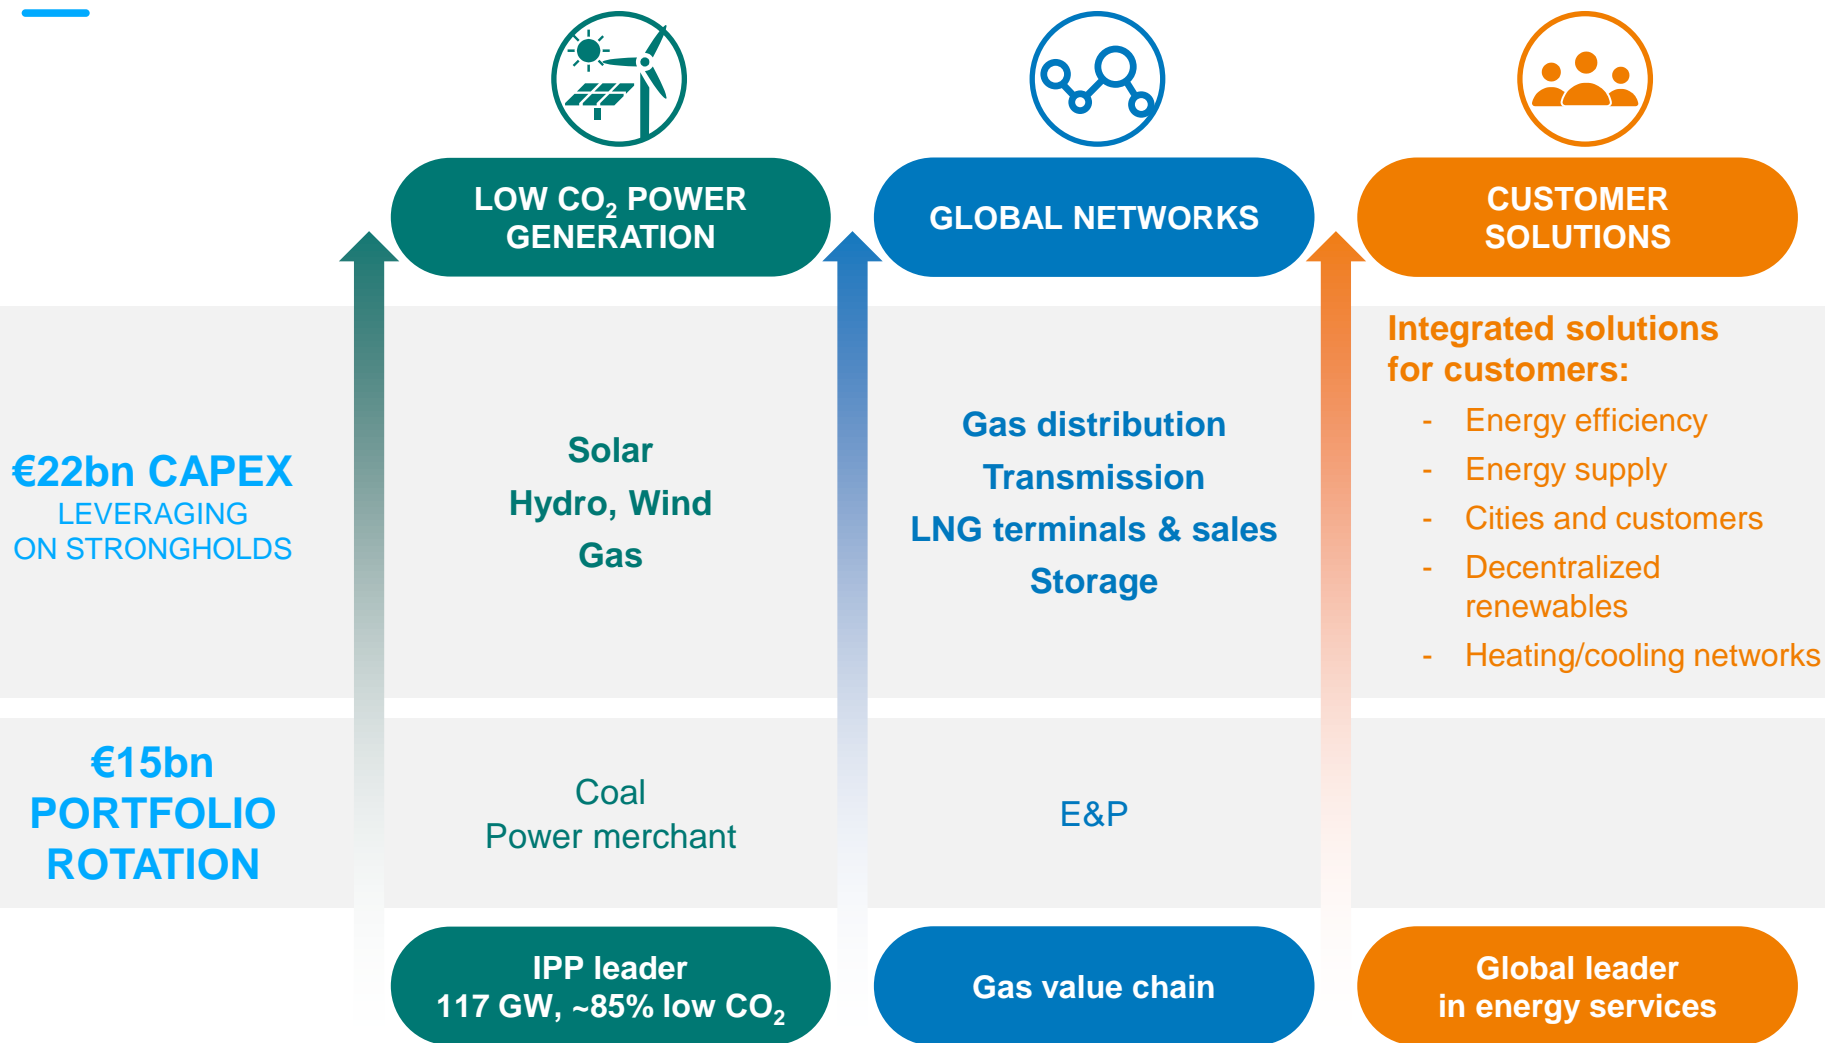 LOW CO₂ POWER
GENERATION
GLOBAL NETWORKS
CUSTOMER
SOLUTIONS
€22bn CAPEX
LEVERAGING
ON STRONGHOLDS
Solar
Hydro, Wind
Gas
Gas distribution
Transmission
LNG terminals & sales
Storage
Integrated solutions
for customers:
- Energy efficiency
- Energy supply
- Cities and customers
- Decentralized
renewables
- Heating/cooling networks
€15bn
PORTFOLIO
ROTATION
Coal
Power merchant
E&P
IPP leader
117 GW, ~85% low CO₂
Gas value chain
Global leader
in energy services